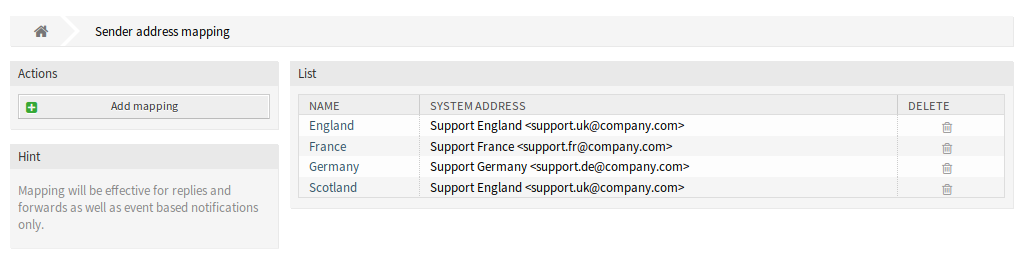 Sender address mapping
Actions
Add mapping
Hint
Mapping will be effective for replies and
forwards as well as event based notifications
only.
List
NAME SYSTEM ADDRESS DELETE
England Support England <support.uk@company.com>
France Support France <support.fr@company.com>
Germany Support Germany <support.de@company.com>
Scotland Support England <support.uk@company.com>